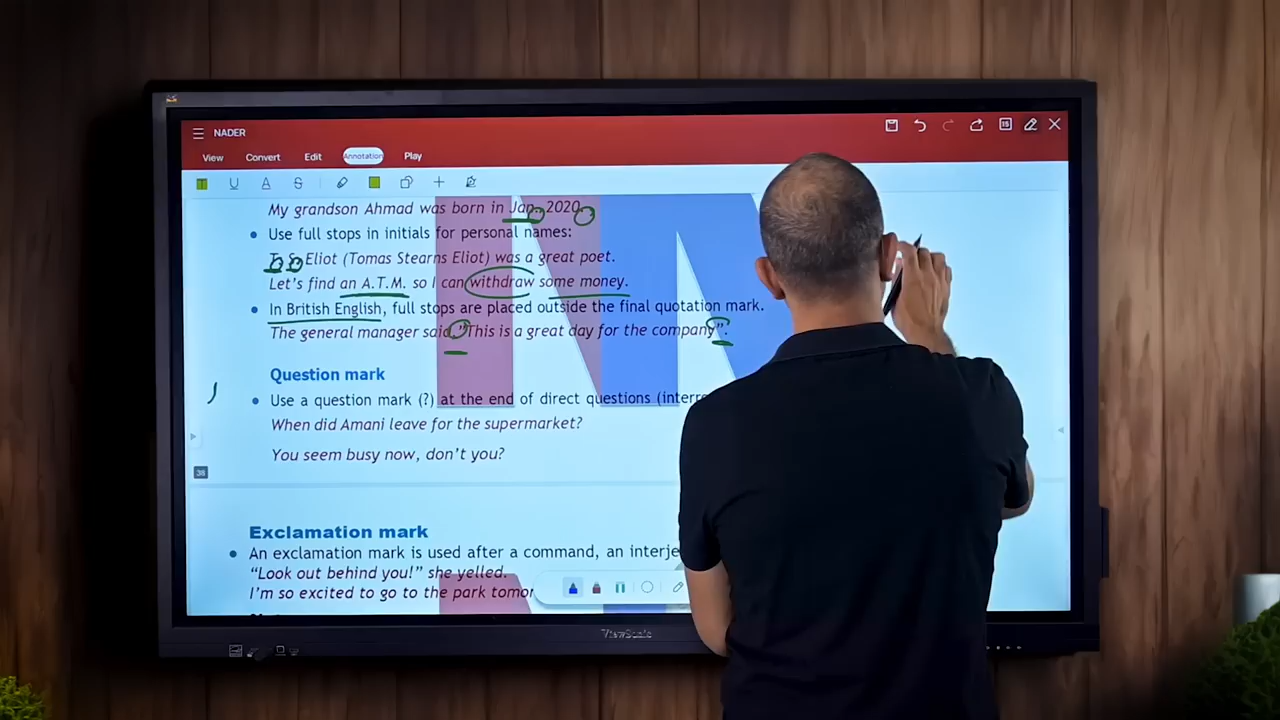 NADER
View Convert Edit Annotation Play
My grandson Ahmad was born in Jan. 2020.
• Use full stops in initials for personal names:
Eliot (Tomas Stearns Eliot) was a great poet.
Let's find an A.T.M. so I can withdraw some money.
• In British English, full stops are placed outside the final quotation mark.
The general manager said "This is a great day for the company".
Question mark
• Use a question mark (?) at the end of direct questions
When did Amani leave for the supermarket?
You seem busy now, don't you?
38
Exclamation mark
• An exclamation mark is used after a command, an
“Look out behind you!” she yelled.
I'm so excited to go to the park
ViewSonic